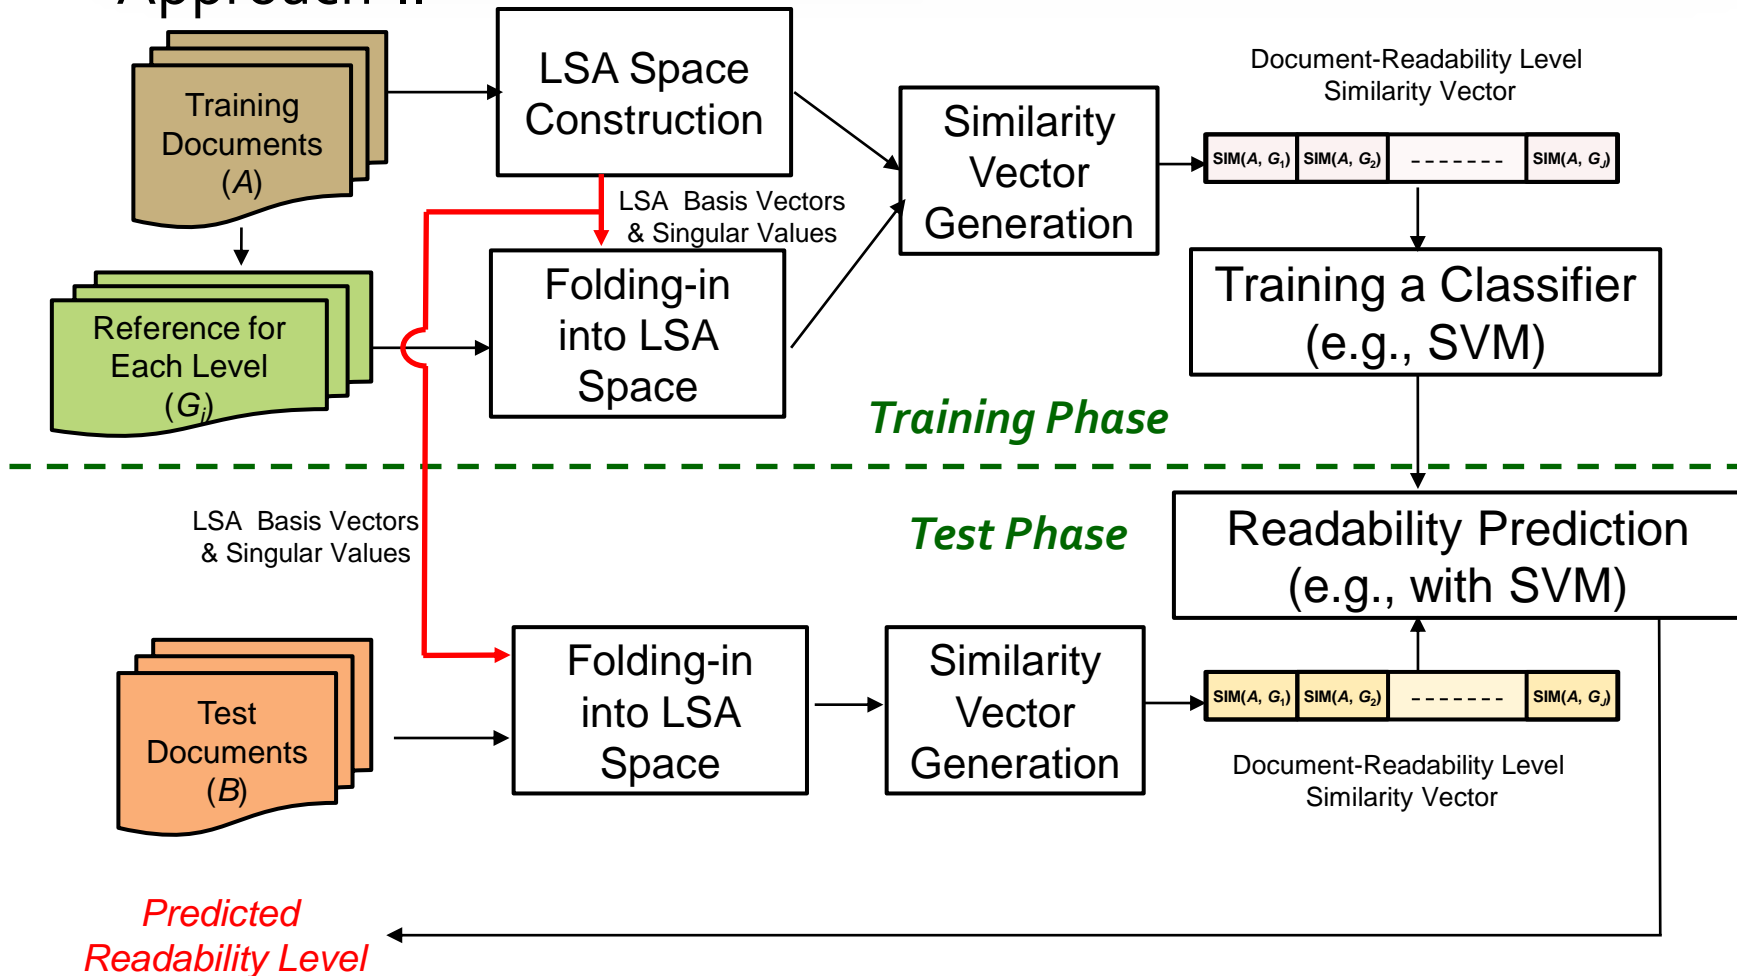 Training
Documents
(A)
LSA Space
Construction
Similarity
Vector
Generation
Document-Readability Level
Similarity Vector
SIM(A, G1) SIM(A, G2) - - - - - - - SIM(A, GJ)
LSA Basis Vectors
& Singular Values
Reference for
Each Level
(Gj)
Folding-in
into LSA
Space
Training a Classifier
(e.g., SVM)
Training Phase
LSA Basis Vectors
& Singular Values
Test Phase
Readability Prediction
(e.g., with SVM)
Test
Documents
(B)
Folding-in
into LSA
Space
Similarity
Vector
Generation
SIM(A, G1) SIM(A, G2) - - - - - - - SIM(A, GJ)
Document-Readability Level
Similarity Vector
Predicted
Readability Level